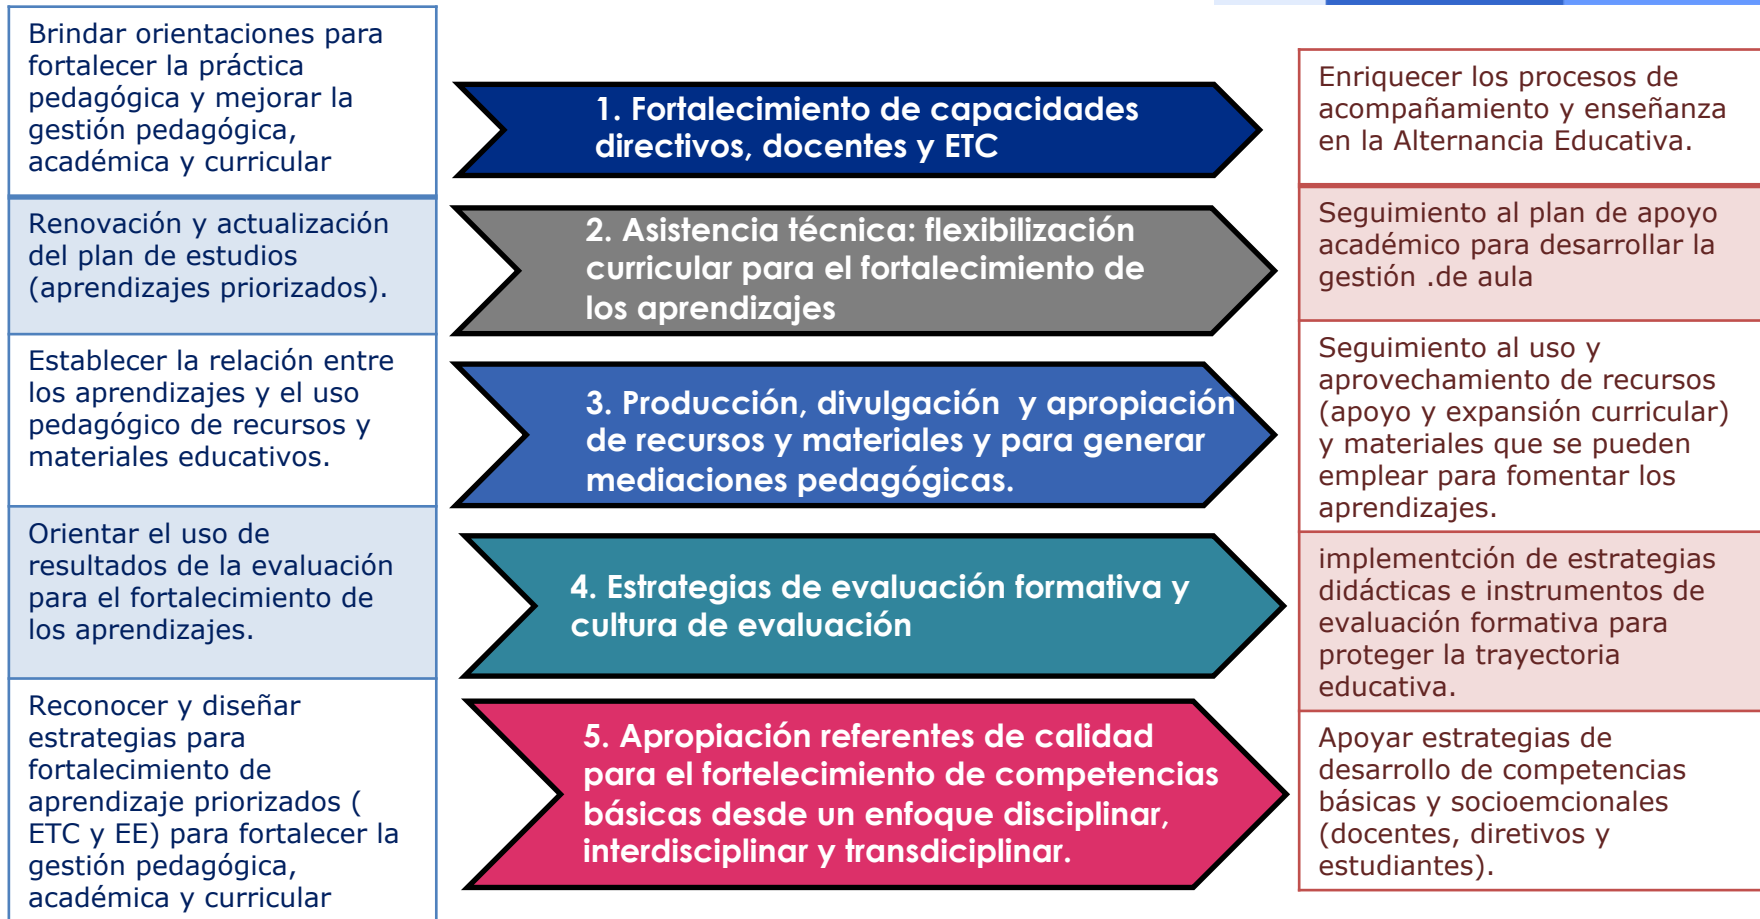 Brindar orientaciones para
fortalecer la práctica
pedagógica y mejorar la
gestión pedagógica,
académica y curricular
1. Fortalecimiento de capacidades
directivos, docentes y ETC
Enriquecer los procesos de
acompañamiento y enseñanza
en la Alternancia Educativa.
Renovación y actualización
del plan de estudios
(aprendizajes priorizados).
2. Asistencia técnica: flexibilización
curricular para el fortalecimiento de
los aprendizajes
Seguimiento al plan de apoyo
académico para desarrollar la
gestión .de aula
Establecer la relación entre
los aprendizajes y el uso
pedagógico de recursos y
materiales educativos.
3. Producción, divulgación  y apropiación
de recursos y materiales y para generar
mediaciones pedagógicas.
Seguimiento al uso y
aprovechamiento de recursos
(apoyo y expansión curricular)
y materiales que se pueden
emplear para fomentar los
aprendizajes.
Orientar el uso de
resultados de la evaluación
para el fortalecimiento de
los aprendizajes.
4. Estrategias de evaluación formativa y
cultura de evaluación
implementción de estrategias
didácticas e instrumentos de
evaluación formativa para
proteger la trayectoria
educativa.
Reconocer y diseñar
estrategias para
fortalecimiento de
aprendizaje priorizados (
ETC y EE) para fortalecer la
gestión pedagógica,
académica y curricular
5. Apropiación referentes de calidad
para el fortelecimiento de competencias
básicas desde un enfoque disciplinar,
interdisciplinar y transdiciplinar.
Apoyar estrategias de
desarrollo de competencias
básicas y socioemcionales
(docentes, diretivos y
estudiantes).